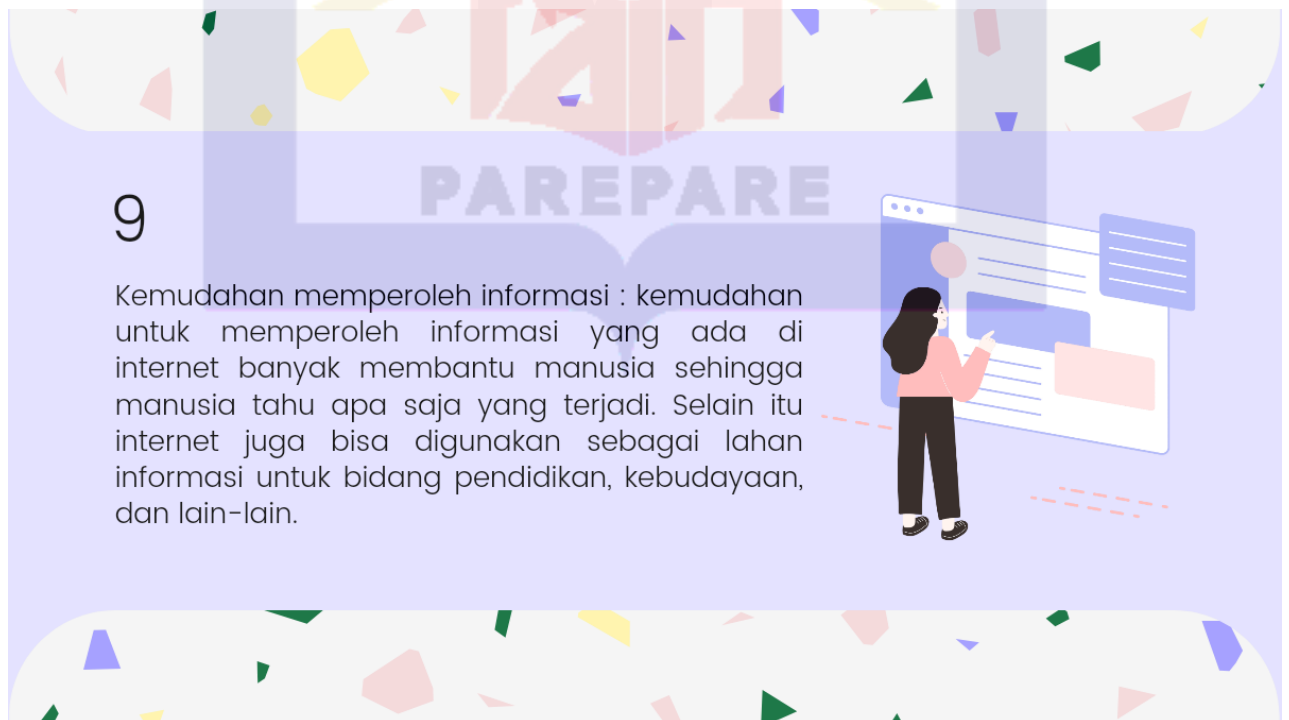 PAREPARE
9
Kemudahan memperoleh informasi : kemudahan
untuk memperoleh informasi yang ada di
internet banyak membantu manusia sehingga
manusia tahu apa saja yang terjadi. Selain itu
internet juga bisa digunakan sebagai lahan
informasi untuk bidang pendidikan, kebudayaan,
dan lain-lain.